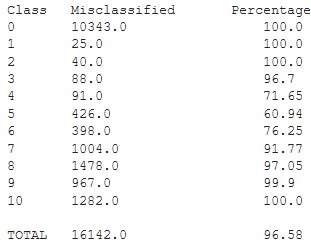 Class Misclassified Percentage
0 10343.0 100.0
1 25.0 100.0
2 40.0 100.0
3 88.0 96.7
4 91.0 71.65
5 426.0 60.94
6 398.0 76.25
7 1004.0 91.77
8 1478.0 97.05
9 967.0 99.9
10 1282.0 100.0
TOTAL 16142.0 96.58